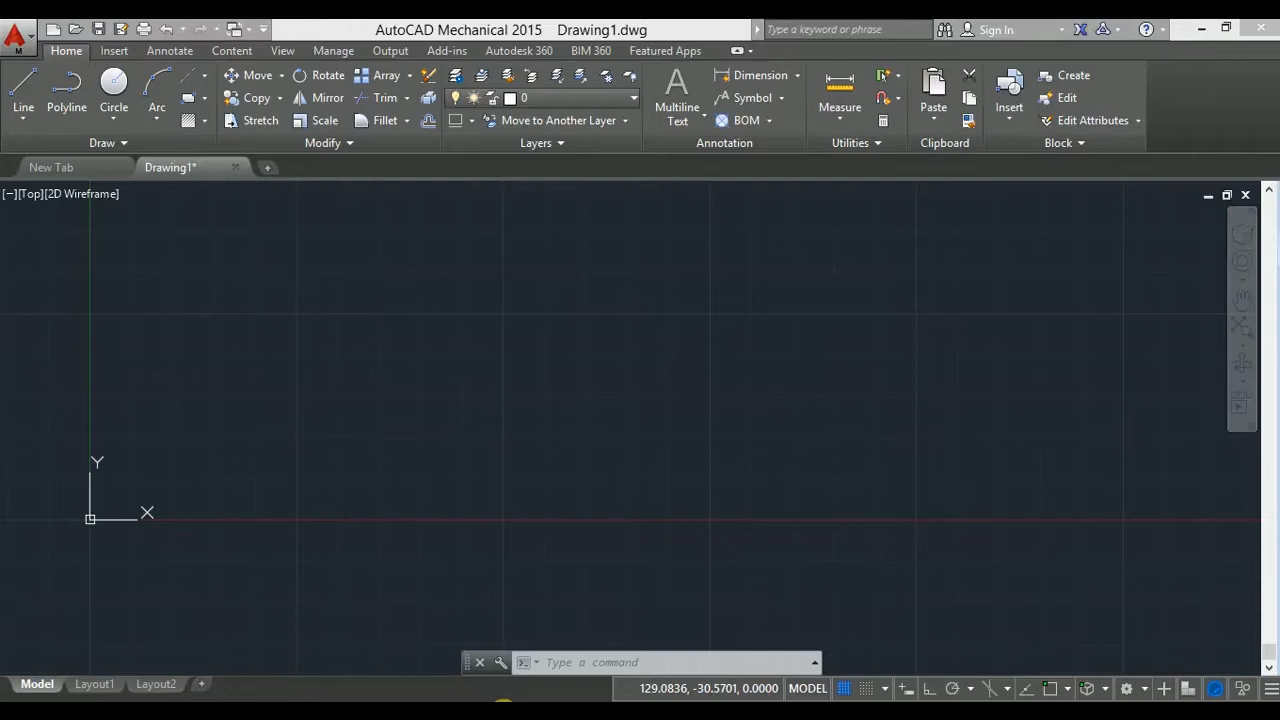 AutoCAD Mechanical 2015 Drawing1.dwg
Type a keyword or phrase
Sign In
M
Home Insert Annotate Content View Manage Output Add-ins Autodesk 360 BIM 360 Featured Apps
Line Polyline Circle Arc
Move Rotate Array
Copy Mirror Trim
Stretch Scale Fillet
0
Move to Another Layer
Multiline Text
Dimension
Symbol
BOM
Measure
Paste
Insert
Create
Edit
Edit Attributes
Draw Modify Layers Annotation Utilities Clipboard Block
New Tab Drawing1*
[−][Top][2D Wireframe]
Y
X
Type a command
Model Layout1 Layout2
129.0836, -30.5701, 0.0000 MODEL